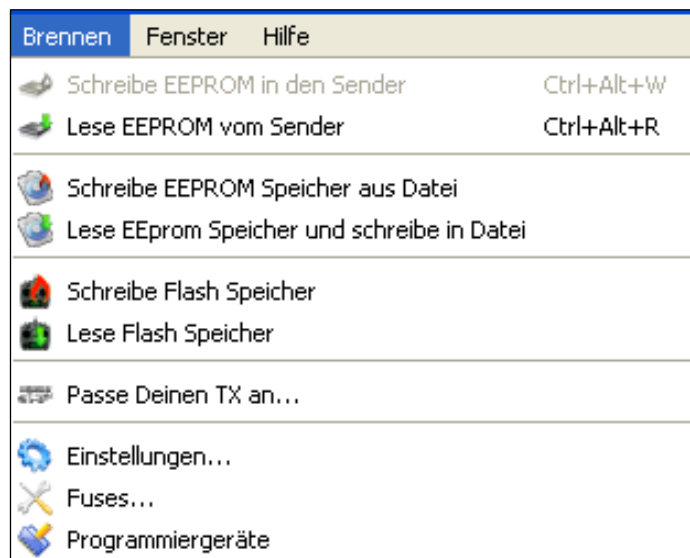 Brennen Fenster Hilfe
Schreibe EEPROM in den Sender Ctrl+Alt+W
Lese EEPROM vom Sender Ctrl+Alt+R
Schreibe EEPROM Speicher aus Datei
Lese EEprom Speicher und schreibe in Datei
Schreibe Flash Speicher
Lese Flash Speicher
Passe Deinen TX an...
Einstellungen...
Fuses...
Programmiergeräte